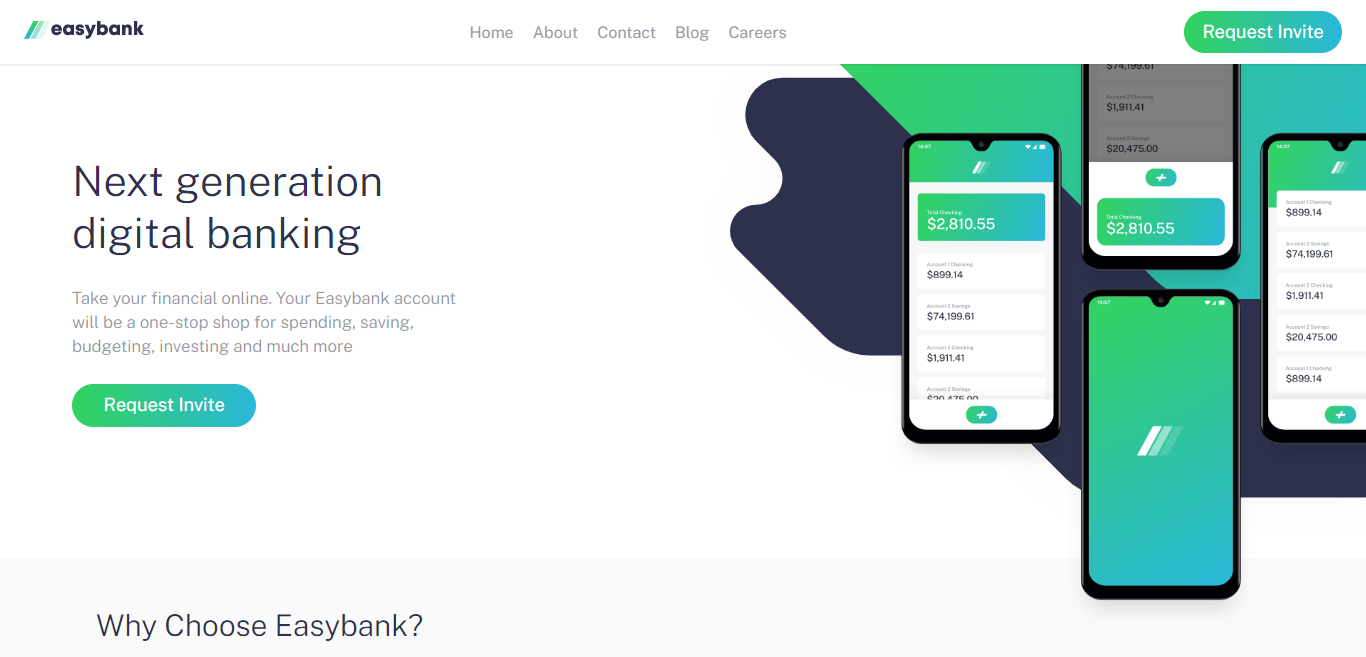 easybank
Home About Contact Blog Careers
Request Invite
Next generation
digital banking
Take your financial online. Your Easybank account
will be a one-stop shop for spending, saving,
budgeting, investing and much more
Request Invite
14:07
Total Checking
$2,810.55
Account 1 Checking
$899.14
Account 2 Savings
$74,199.61
Account 2 Checking
$1,911.41
Account 2 Savings
$20,475.00
$74,199.61
Account 2 Checking
$1,911.41
Account 2 Savings
$20,475.00
Total Checking
$2,810.55
14:07
14:07
Account 1 Checking
$899.14
Account 2 Savings
$74,199.61
Account 2 Checking
$1,911.41
Account 2 Savings
$20,475.00
Account 1 Checking
$899.14
Why Choose Easybank?